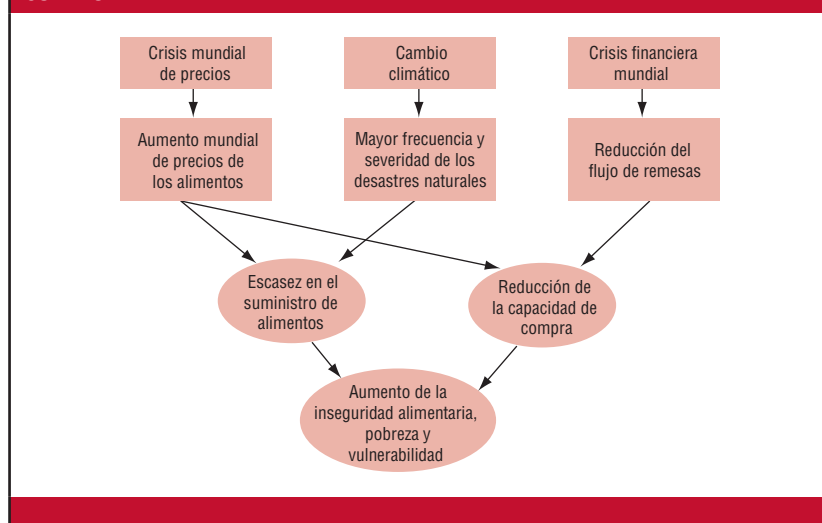 Crisis mundial
de precios
Cambio
climático
Crisis financiera
mundial
Aumento mundial
de precios de
los alimentos
Mayor frecuencia y
severidad de los
desastres naturales
Reducción del
flujo de remesas
Escasez en el
suministro de
alimentos
Reducción de
la capacidad de
compra
Aumento de la
inseguridad alimentaria,
pobreza y
vulnerabilidad